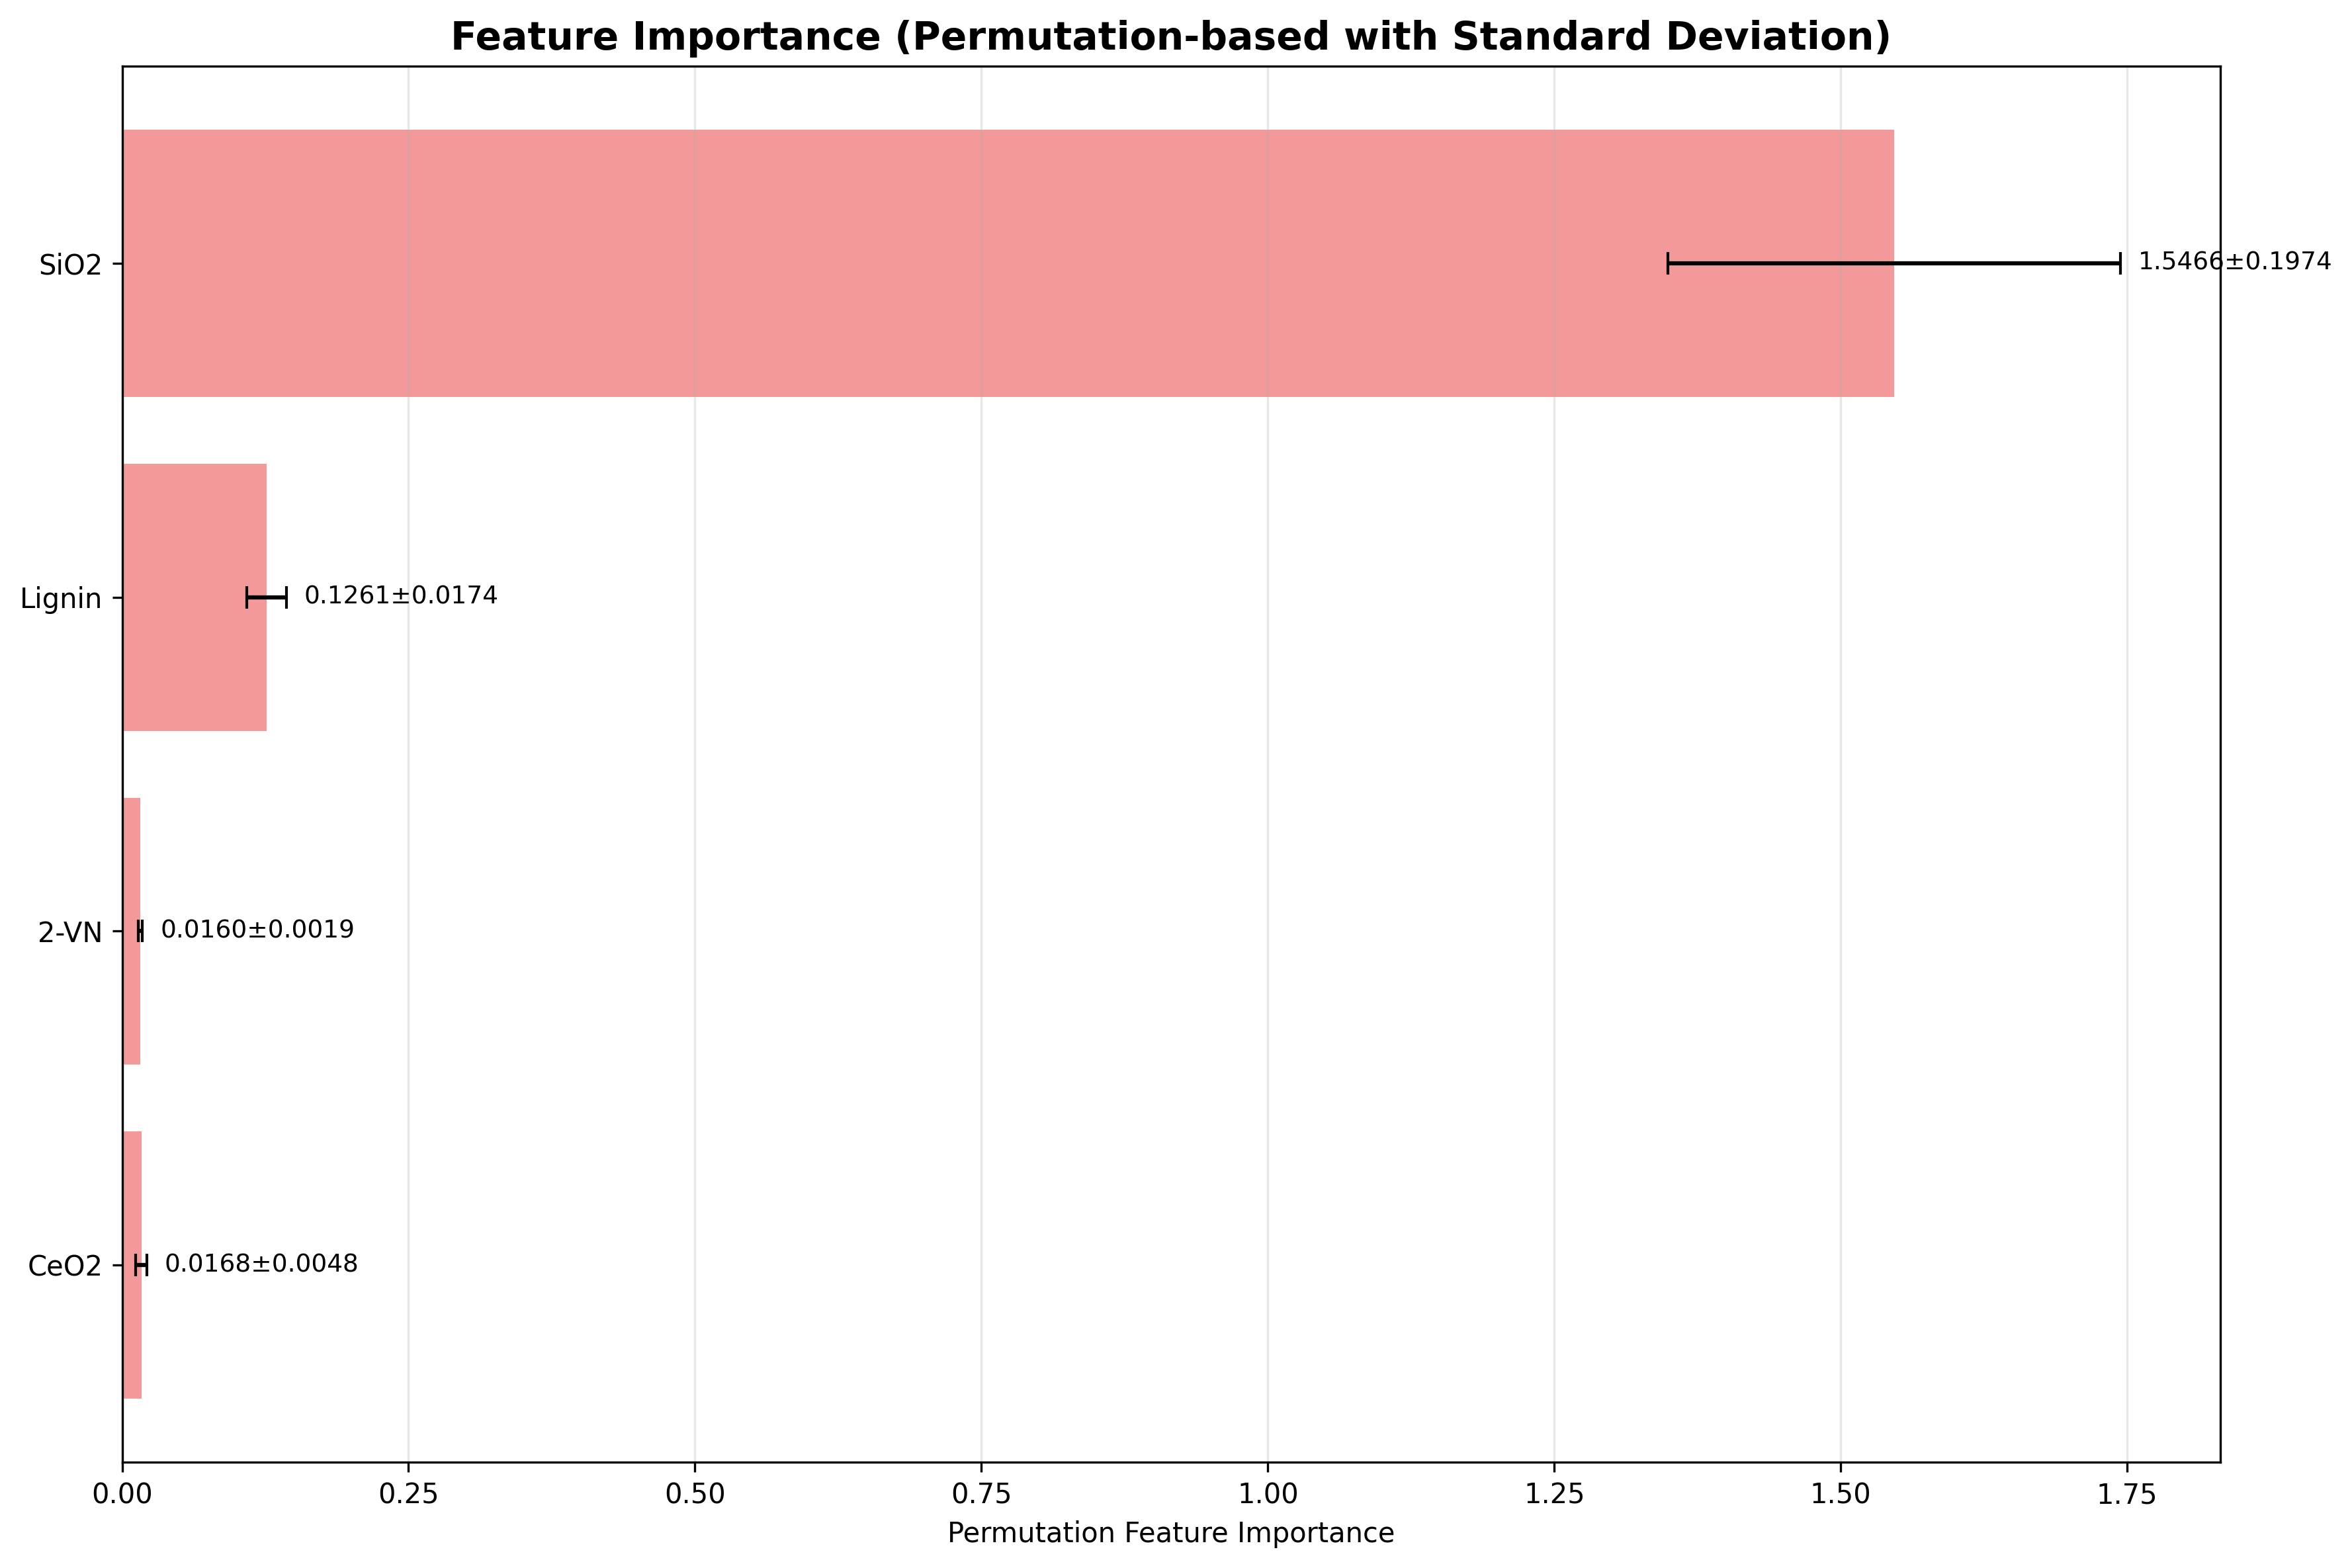 Feature Importance (Permutation-based with Standard Deviation)
SiO2
1.5466±0.1974
Lignin
0.1261±0.0174
2-VN
0.0160±0.0019
CeO2
0.0168±0.0048
0.00 0.25 0.50 0.75 1.00 1.25 1.50 1.75
Permutation Feature Importance